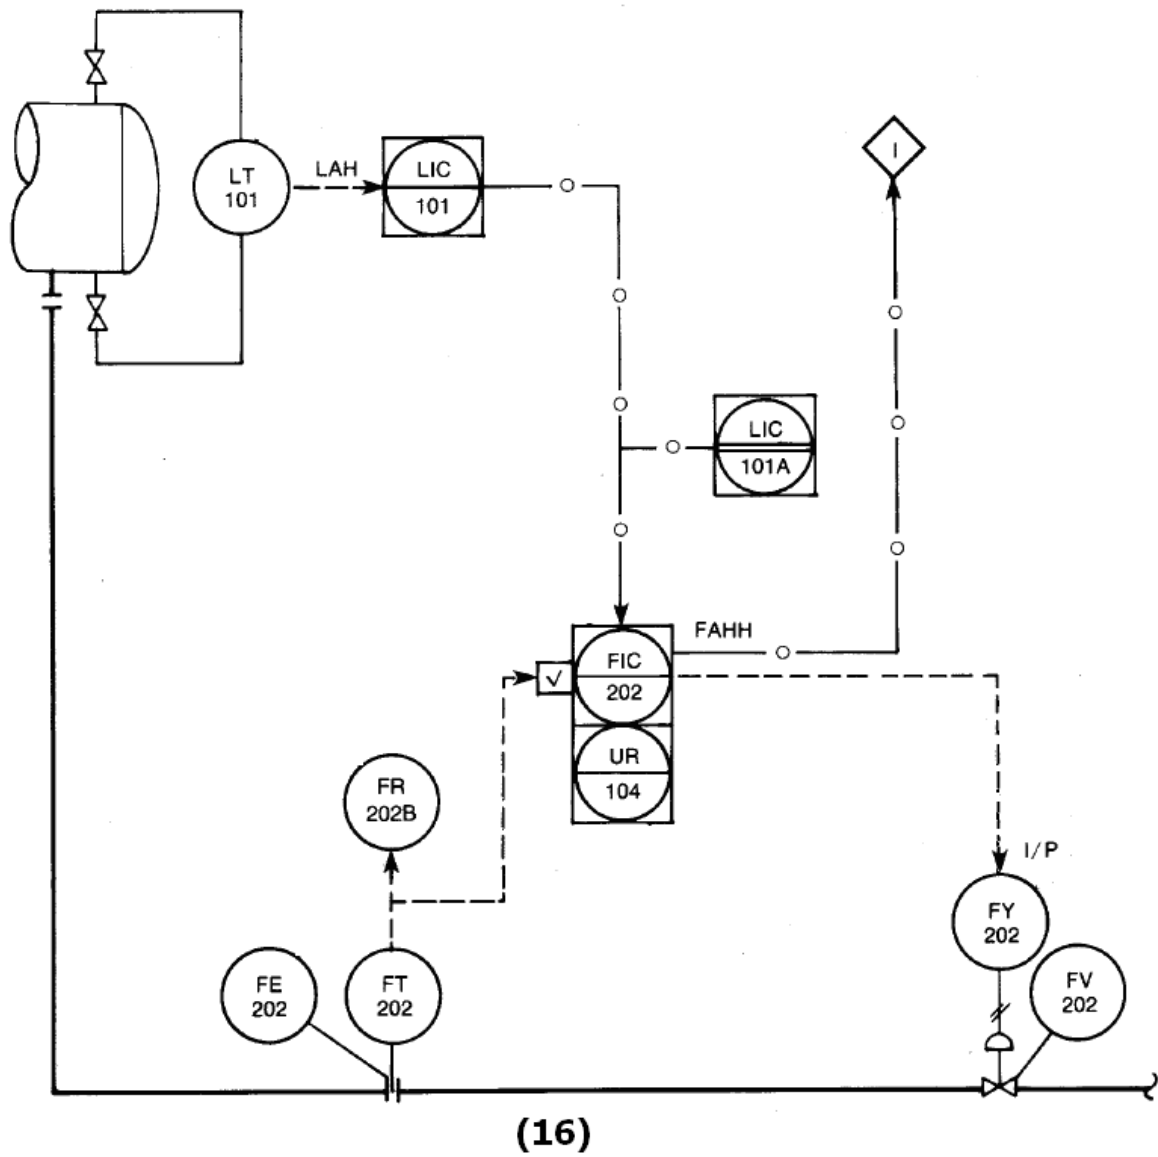 LT
101
LAH
LIC
101
I
LIC
101A
FAHH
FIC
202
√
UR
104
FR
202B
I/P
FY
202
FE
202
FT
202
FV
202
(16)